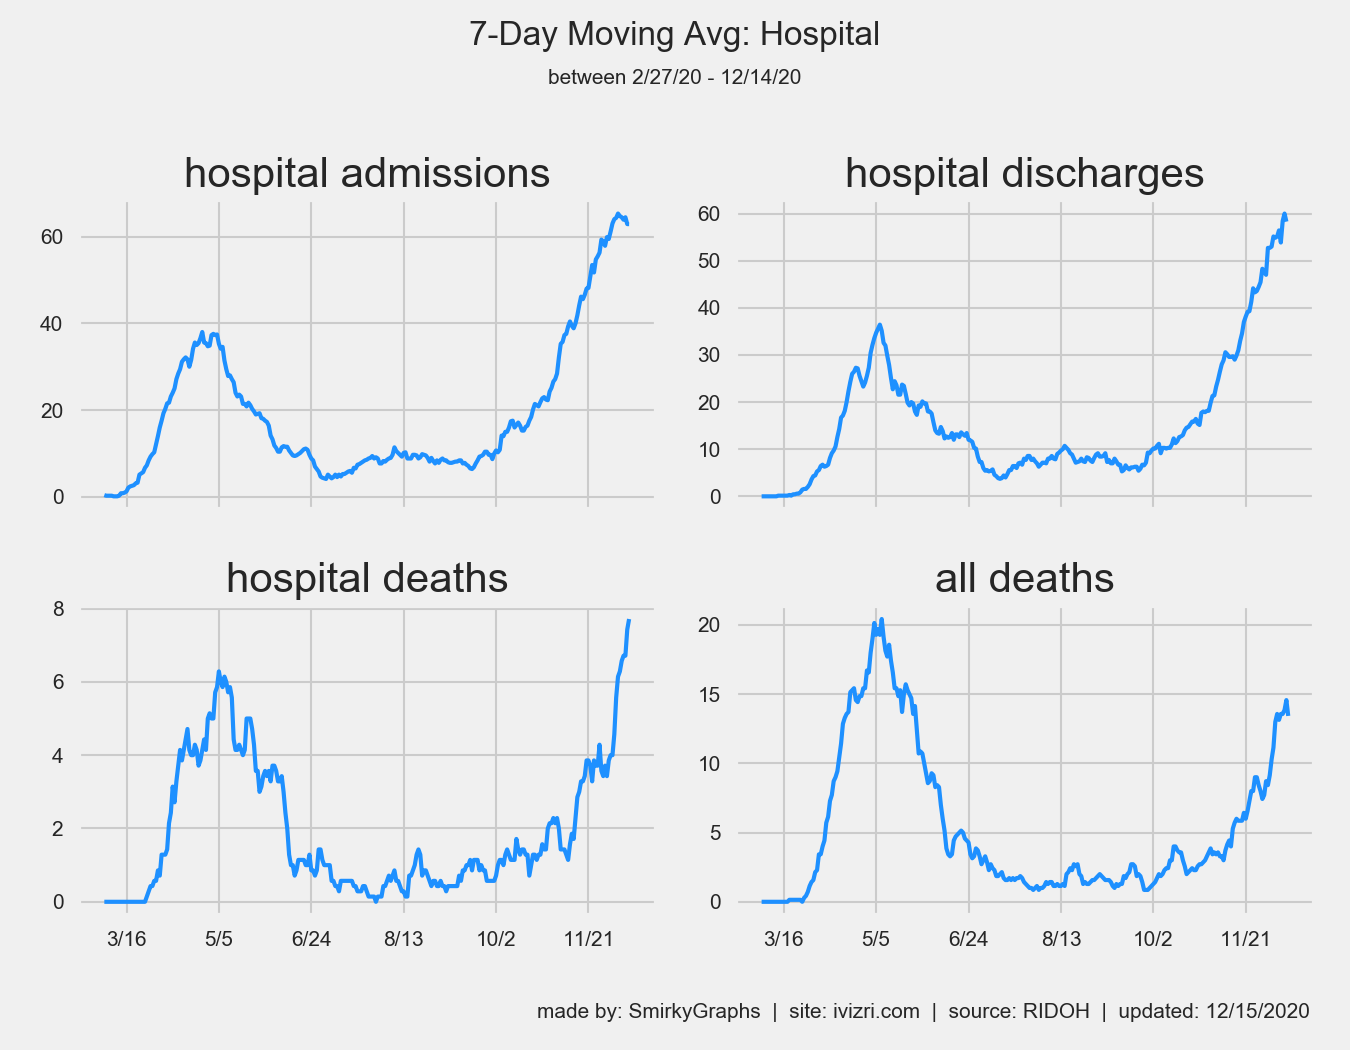 7-Day Moving Avg: Hospital
between 2/27/20 - 12/14/20
hospital admissions
60
40
20
0
hospital discharges
60
50
40
30
20
10
0
hospital deaths
8
6
4
2
0
3/16 5/5 6/24 8/13 10/2 11/21
all deaths
20
15
10
5
0
3/16 5/5 6/24 8/13 10/2 11/21
made by: SmirkyGraphs | site: ivizri.com | source: RIDOH | updated: 12/15/2020